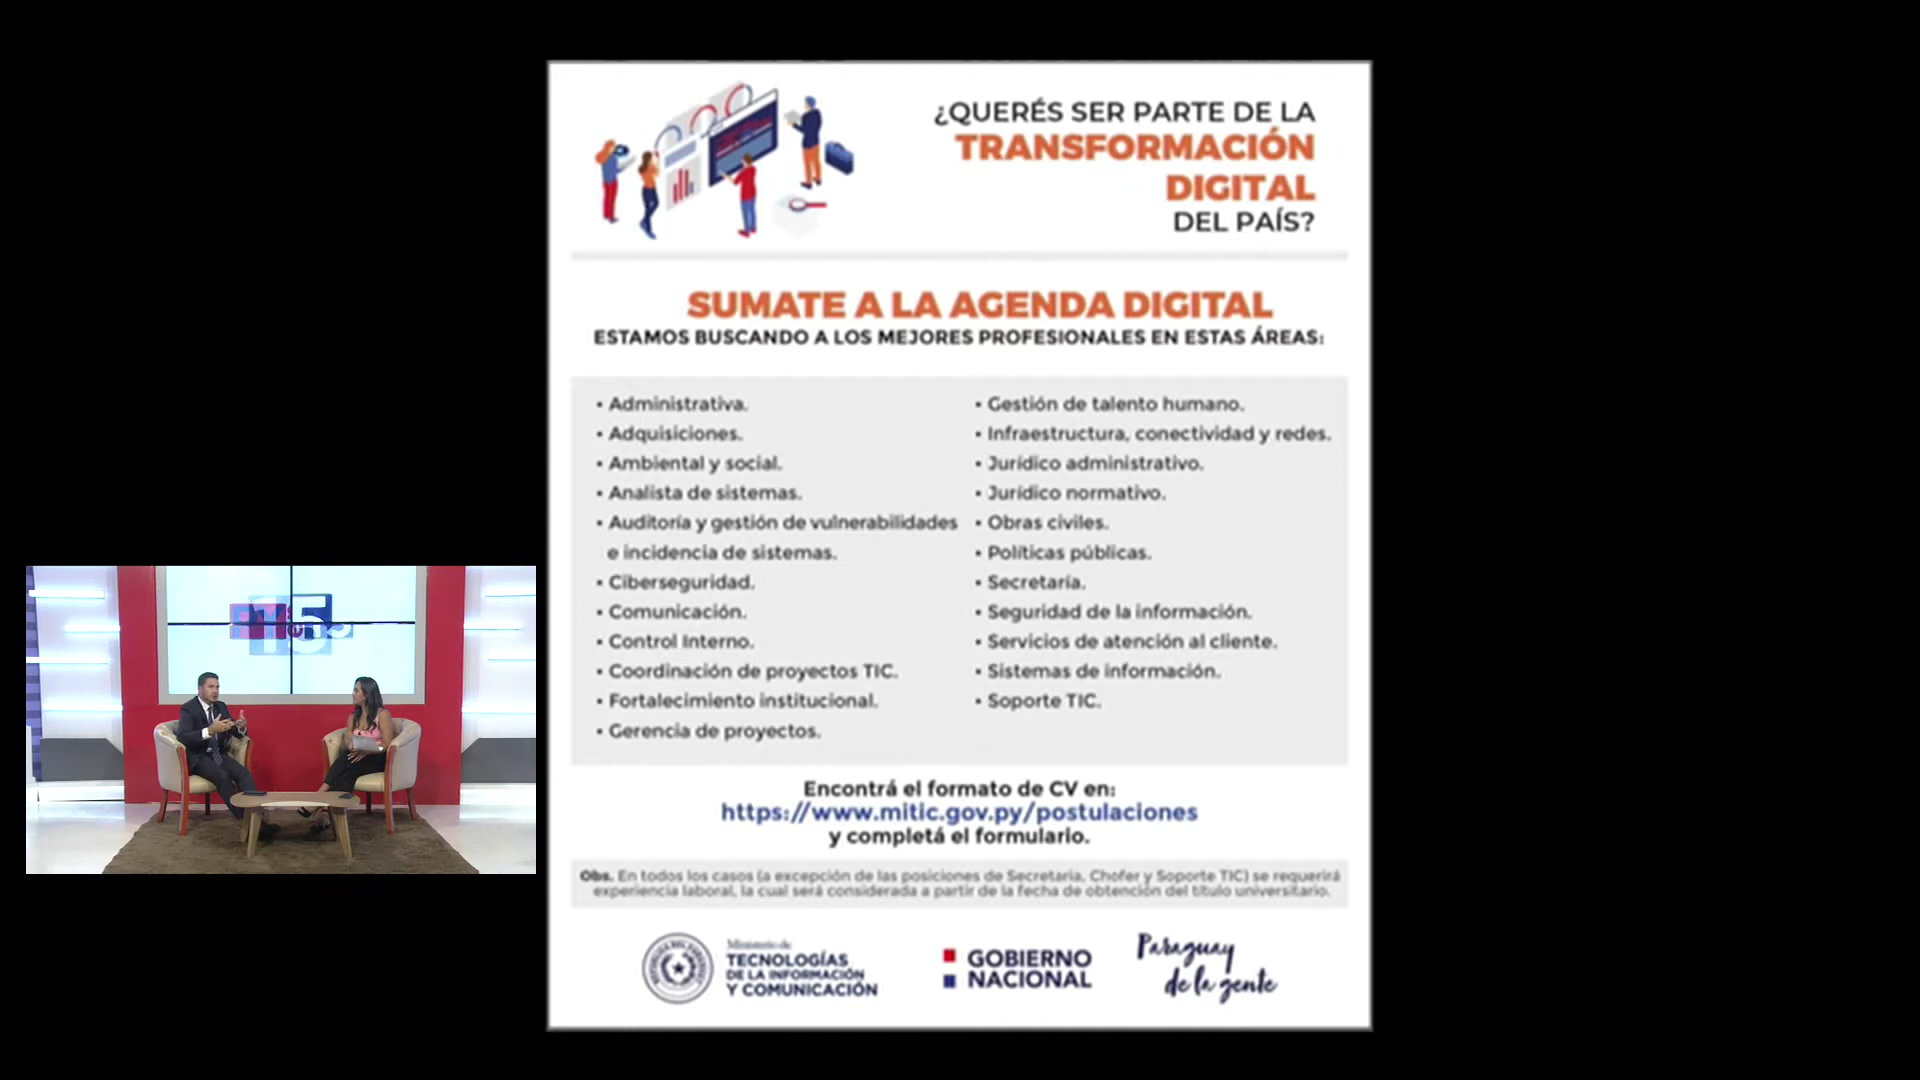 ¿QUERÉS SER PARTE DE LA
TRANSFORMACIÓN
DIGITAL
DEL PAÍS?
SUMATE A LA AGENDA DIGITAL
ESTAMOS BUSCANDO A LOS MEJORES PROFESIONALES EN ESTAS ÁREAS:
• Administrativa.
• Adquisiciones.
• Ambiental y social.
• Analista de sistemas.
• Auditoría y gestión de vulnerabilidades
e incidencia de sistemas.
• Ciberseguridad.
• Comunicación.
• Control Interno.
• Coordinación de proyectos TIC.
• Fortalecimiento institucional.
• Gerencia de proyectos.
• Gestión de talento humano.
• Infraestructura, conectividad y redes.
• Jurídico administrativo.
• Jurídico normativo.
• Obras civiles.
• Políticas públicas.
• Secretaría.
• Seguridad de la información.
• Servicios de atención al cliente.
• Sistemas de información.
• Soporte TIC.
Encontrá el formato de CV en:
https://www.mitic.gov.py/postulaciones
y completá el formulario.
Obs. En todos los casos (a excepción de las posiciones de Secretaria, Chofer y Soporte TIC) se requerirá
experiencia laboral, la cual será considerada a partir de la fecha de obtención del título universitario.
Ministerio de
TECNOLOGÍAS
DE LA INFORMACIÓN
Y COMUNICACIÓN
GOBIERNO
NACIONAL
Paraguay
de la gente